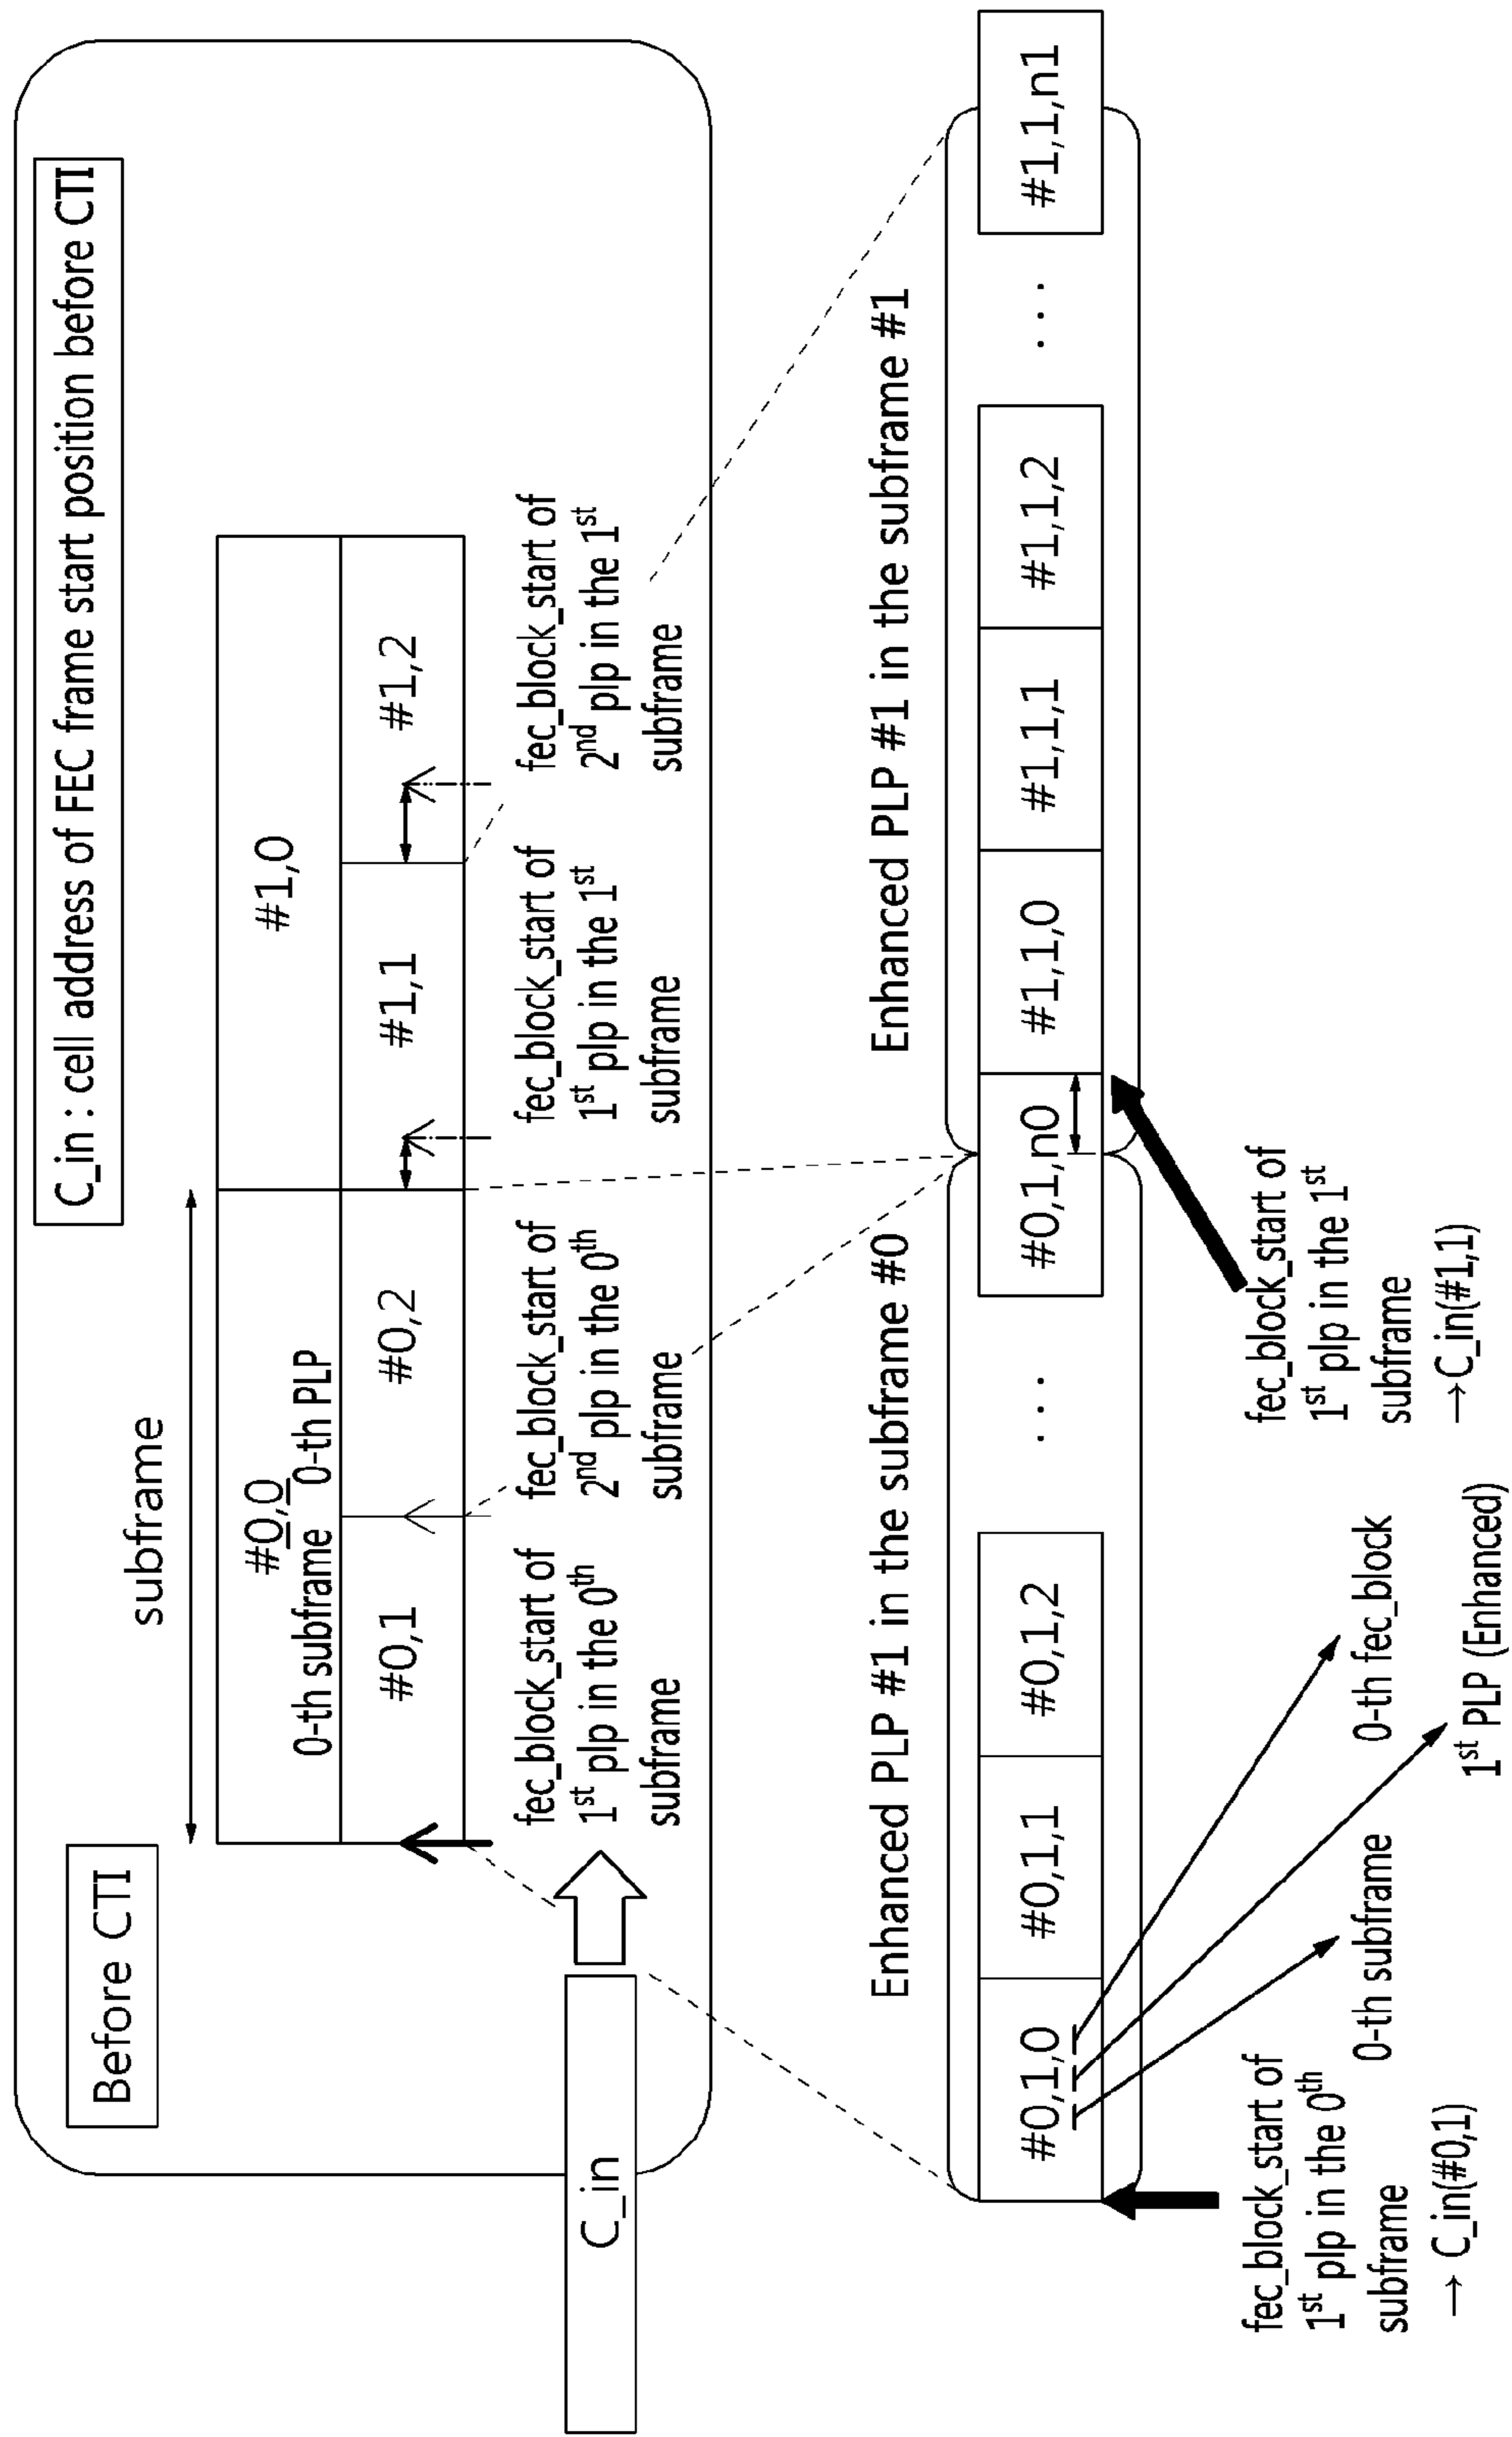 Before CTI
C_in : cell address of FEC frame start position before CTI
subframe
#0,0
0-th subframe
0-th PLP
#1,0
#0,1
#0,2
#1,1
#1,2
C_in
fec_block_start of
1st plp in the 0th
subframe
fec_block_start of
2nd plp in the 0th
subframe
fec_block_start of
1st plp in the 1st
subframe
fec_block_start of
2nd plp in the 1st
subframe
Enhanced PLP #1 in the subframe #0
Enhanced PLP #1 in the subframe #1
#0,1,0
#0,1,1
#0,1,2
...
#0,1,n0
#1,1,0
#1,1,1
#1,1,2
...
#1,1,n1
fec_block_start of
1st plp in the 0th
subframe
→ C_in(#0,1)
0-th subframe
0-th fec_block
1st PLP (Enhanced)
fec_block_start of
1st plp in the 1st
subframe
→C_in(#1,1)